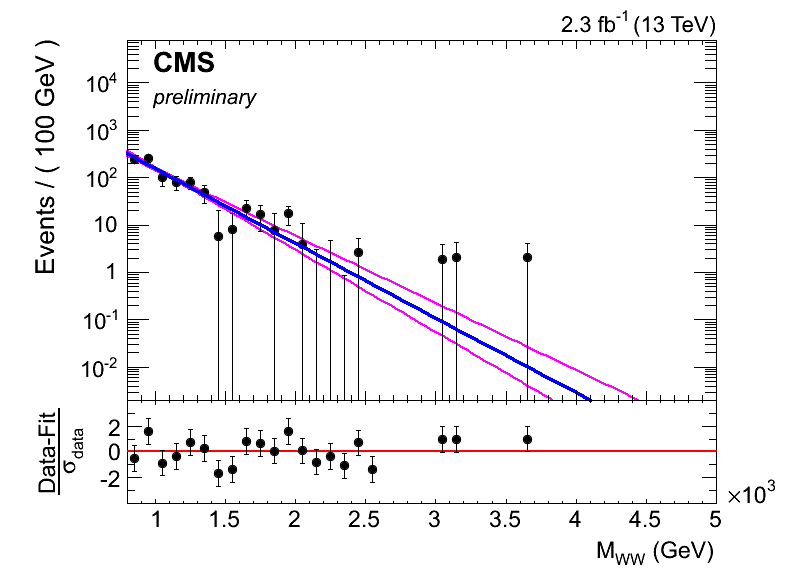 2.3 fb⁻¹ (13 TeV)
CMS
preliminary
Events / ( 100 GeV )
10⁴
10³
10²
10
1
10⁻¹
10⁻²
Data-Fit
σ_data
2
0
-2
1 1.5 2 2.5 3 3.5 4 4.5 5
×10³
M_WW (GeV)